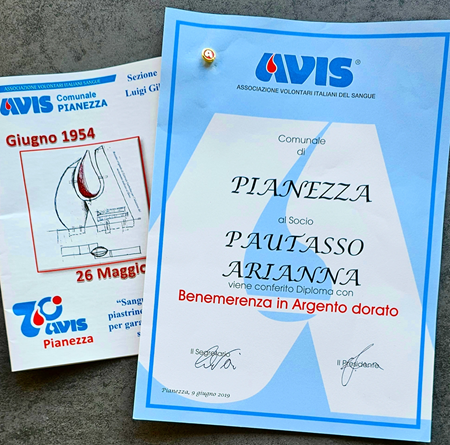 ASSOCIAZIONE VOLONTARI ITALIANI SANGUE
AVIS Comunale
PIANEZZA
Sezione
Luigi
Giugno 1954
26 Maggio
70 AVIS
Pianezza
"Sangu
piastrine
per gara
AVIS®
ASSOCIAZIONE VOLONTARI ITALIANI DEL SANGUE
Comunale
di
PIANEZZA
al Socio
PAUTASSO
ARIANNA
viene conferito Diploma con
Benemerenza in Argento dorato
Il Segretario
Il Presidente
Pianezza, 9 giugno 2019